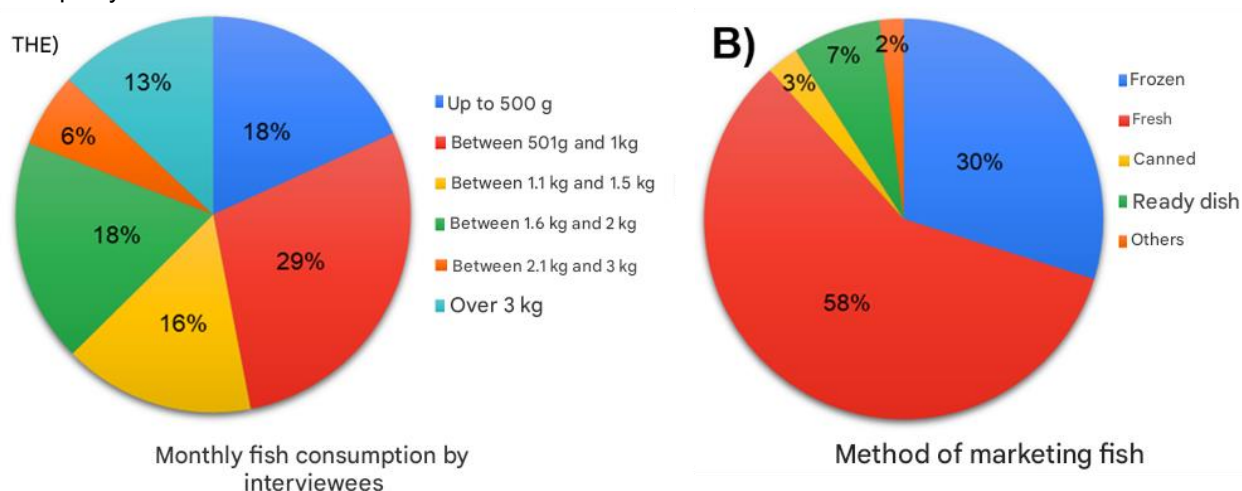 THE)
13%
18%
6%
18%
29%
16%
Up to 500 g
Between 501g and 1kg
Between 1.1 kg and 1.5 kg
Between 1.6 kg and 2 kg
Between 2.1 kg and 3 kg
Over 3 kg
Monthly fish consumption by
interviewees
B)
2%
7%
3%
30%
58%
Frozen
Fresh
Canned
Ready dish
Others
Method of marketing fish